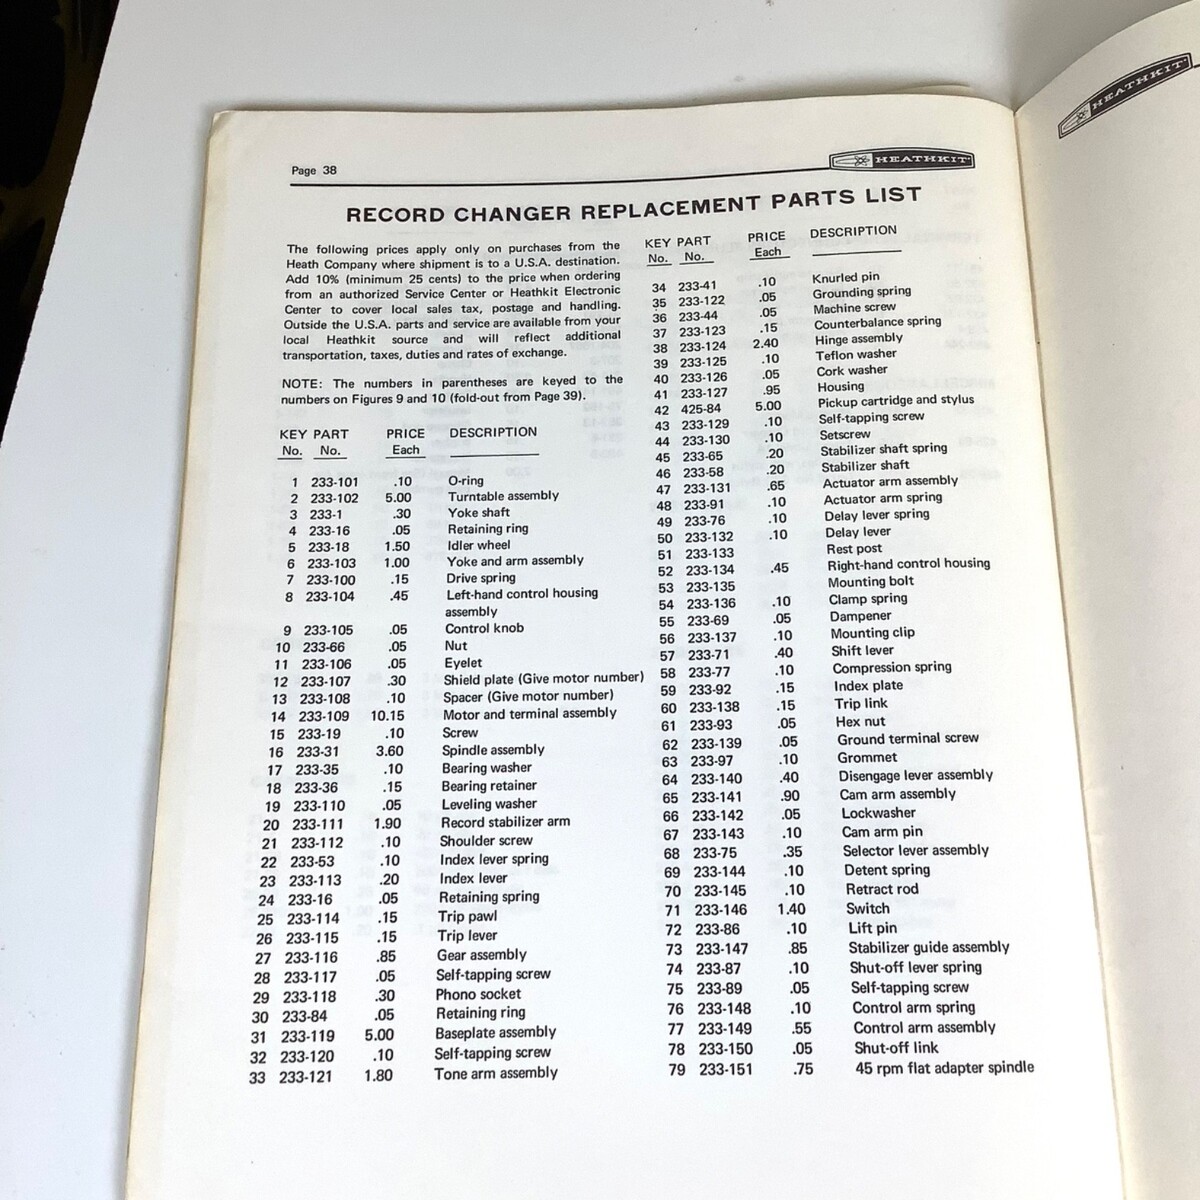 Page 38
HEATHKIT
HEATHKIT
RECORD CHANGER REPLACEMENT PARTS LIST
The following prices apply only on purchases from the
Heath Company where shipment is to a U.S.A. destination.
Add 10% (minimum 25 cents) to the price when ordering
from an authorized Service Center or Heathkit Electronic
Center to cover local sales tax, postage and handling.
Outside the U.S.A. parts and service are available from your
local Heathkit source and will reflect additional
transportation, taxes, duties and rates of exchange.
NOTE: The numbers in parentheses are keyed to the
numbers on Figures 9 and 10 (fold-out from Page 39).
KEY PART PRICE DESCRIPTION
No. No. Each
1 233-101 .10 O-ring
2 233-102 5.00 Turntable assembly
3 233-1 .30 Yoke shaft
4 233-16 .05 Retaining ring
5 233-18 1.50 Idler wheel
6 233-103 1.00 Yoke and arm assembly
7 233-100 .15 Drive spring
8 233-104 .45 Left-hand control housing
assembly
9 233-105 .05 Control knob
10 233-66 .05 Nut
11 233-106 .05 Eyelet
12 233-107 .30 Shield plate (Give motor number)
13 233-108 .10 Spacer (Give motor number)
14 233-109 10.15 Motor and terminal assembly
15 233-19 .10 Screw
16 233-31 3.60 Spindle assembly
17 233-35 .10 Bearing washer
18 233-36 .15 Bearing retainer
19 233-110 .05 Leveling washer
20 233-111 1.90 Record stabilizer arm
21 233-112 .10 Shoulder screw
22 233-53 .10 Index lever spring
23 233-113 .20 Index lever
24 233-16 .05 Retaining spring
25 233-114 .15 Trip pawl
26 233-115 .15 Trip lever
27 233-116 .85 Gear assembly
28 233-117 .05 Self-tapping screw
29 233-118 .30 Phono socket
30 233-84 .05 Retaining ring
31 233-119 5.00 Baseplate assembly
32 233-120 .10 Self-tapping screw
33 233-121 1.80 Tone arm assembly
KEY PART PRICE DESCRIPTION
No. No. Each
34 233-41 .10 Knurled pin
35 233-122 .05 Grounding spring
36 233-44 .05 Machine screw
37 233-123 .15 Counterbalance spring
38 233-124 2.40 Hinge assembly
39 233-125 .10 Teflon washer
40 233-126 .05 Cork washer
41 233-127 .95 Housing
42 425-84 5.00 Pickup cartridge and stylus
43 233-129 .10 Self-tapping screw
44 233-130 .10 Setscrew
45 233-65 .20 Stabilizer shaft spring
46 233-58 .20 Stabilizer shaft
47 233-131 .65 Actuator arm assembly
48 233-91 .10 Actuator arm spring
49 233-76 .10 Delay lever spring
50 233-132 .10 Delay lever
51 233-133 Rest post
52 233-134 .45 Right-hand control housing
53 233-135 Mounting bolt
54 233-136 .10 Clamp spring
55 233-69 .05 Dampener
56 233-137 .10 Mounting clip
57 233-71 .40 Shift lever
58 233-77 .10 Compression spring
59 233-92 .15 Index plate
60 233-138 .15 Trip link
61 233-93 .05 Hex nut
62 233-139 .05 Ground terminal screw
63 233-97 .10 Grommet
64 233-140 .40 Disengage lever assembly
65 233-141 .90 Cam arm assembly
66 233-142 .05 Lockwasher
67 233-143 .10 Cam arm pin
68 233-75 .35 Selector lever assembly
69 233-144 .10 Detent spring
70 233-145 .10 Retract rod
71 233-146 1.40 Switch
72 233-86 .10 Lift pin
73 233-147 .85 Stabilizer guide assembly
74 233-87 .10 Shut-off lever spring
75 233-89 .05 Self-tapping screw
76 233-148 .10 Control arm spring
77 233-149 .55 Control arm assembly
78 233-150 .05 Shut-off link
79 233-151 .75 45 rpm flat adapter spindle